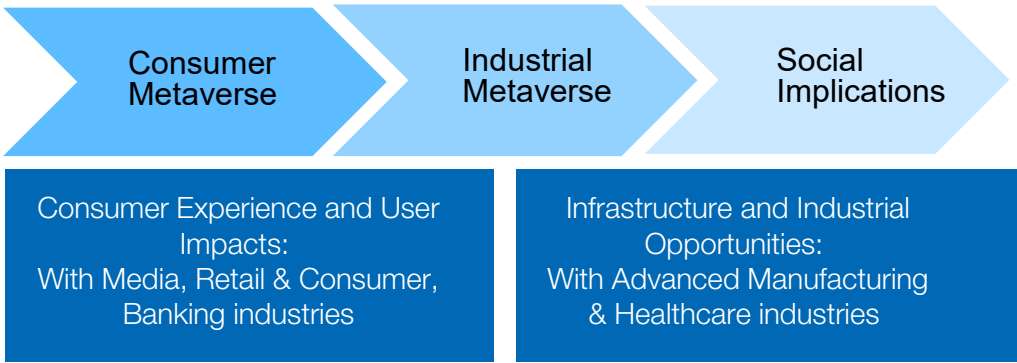 Consumer
Metaverse
Industrial
Metaverse
Social
Implications
Consumer Experience and User
Impacts:
With Media, Retail & Consumer,
Banking industries
Infrastructure and Industrial
Opportunities:
With Advanced Manufacturing
& Healthcare industries